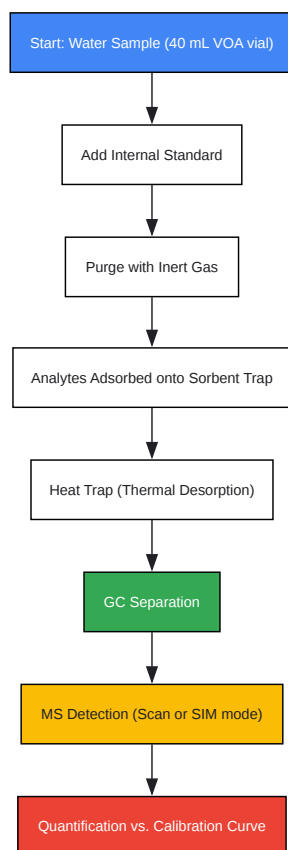 Start: Water Sample (40 mL VOA vial)
Add Internal Standard
Purge with Inert Gas
Analytes Adsorbed onto Sorbent Trap
Heat Trap (Thermal Desorption)
GC Separation
MS Detection (Scan or SIM mode)
Quantification vs. Calibration Curve